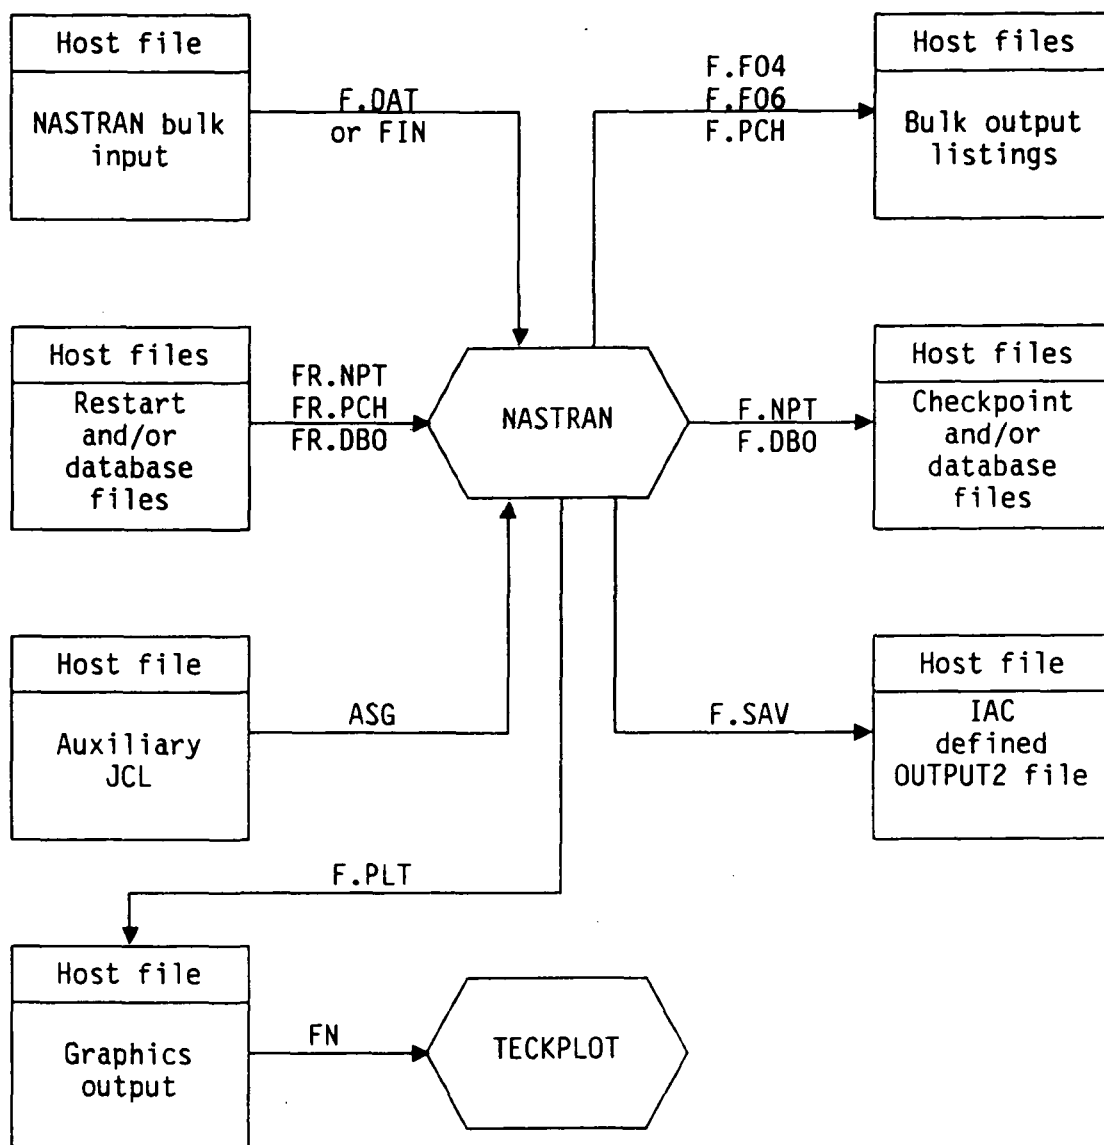 Host file
NASTRAN bulk
input
F.DAT
or FIN
F.F04
F.F06
F.PCH
Host files
Bulk output
listings
Host files
Restart
and/or
database
files
FR.NPT
FR.PCH
FR.DBO
NASTRAN
F.NPT
F.DBO
Host files
Checkpoint
and/or
database
files
Host file
Auxiliary
JCL
ASG
F.SAV
Host file
IAC
defined
OUTPUT2 file
F.PLT
Host file
Graphics
output
FN
TECKPLOT